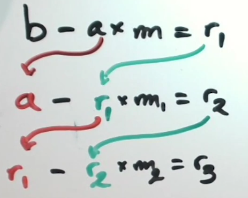 b - a × m = r₁
a - r₁ × m₁ = r₂
r₁ - r₂ × m₂ = r₃